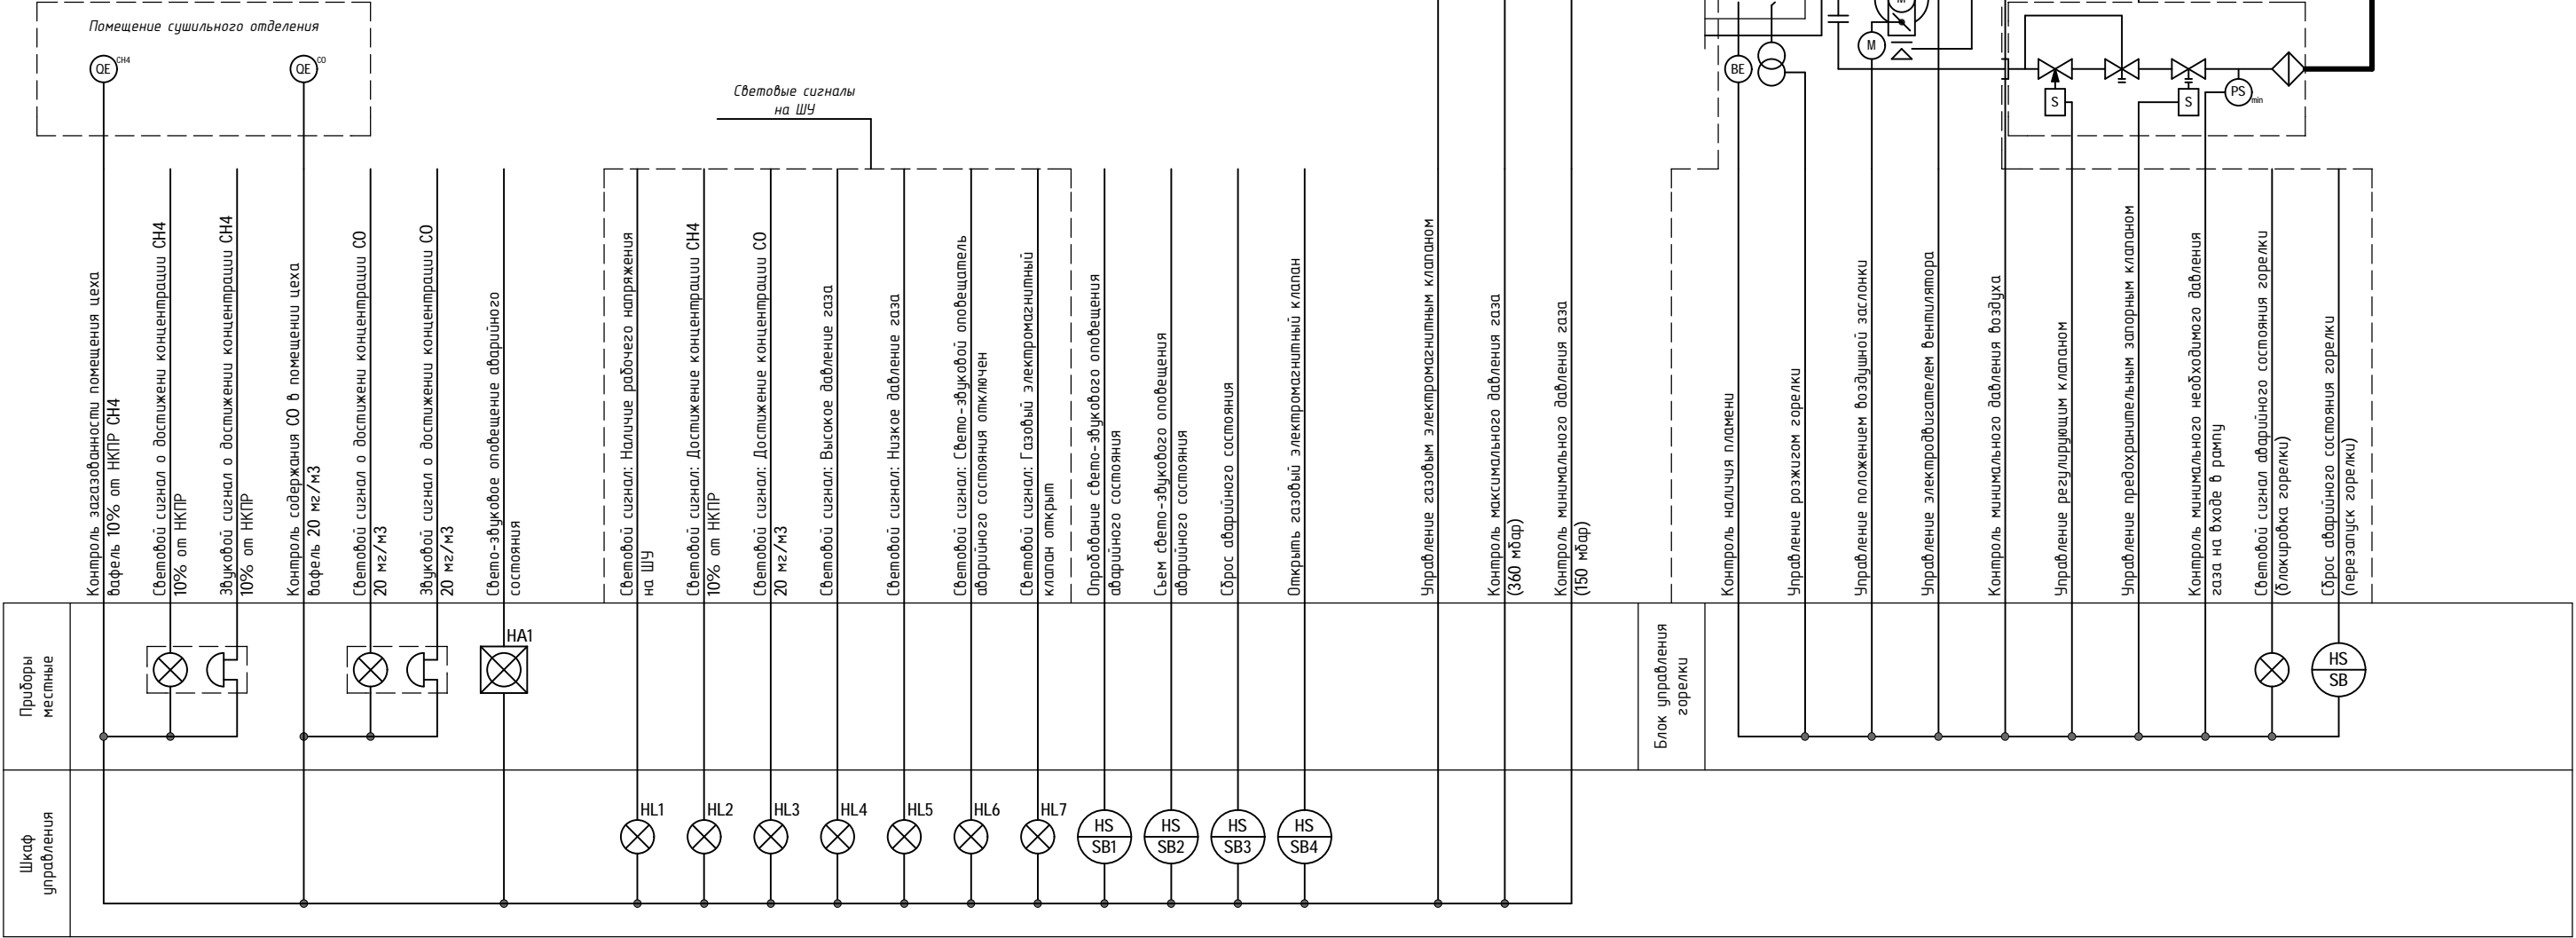 Помещение сушильного отделения
QE CH4
QE CO
Световые сигналы
на ШУ
M
M
BE
S
S
PS min
Контроль загазованности помещения цеха
вафель 10% от НКПР CH4
Световой сигнал о достижени концентрации CH4
10% от НКПР
Звуковой сигнал о достижении концентрации CH4
10% от НКПР
Контроль содержания CO в помещении цеха
вафель 20 мг/м3
Световой сигнал о достижени концентрации CO
20 мг/м3
Звуковой сигнал о достижении концентрации CO
20 мг/м3
Свето-звуковое оповещение аварийного
состояния
Световой сигнал: Наличие рабочего напряжения
на ШУ
Световой сигнал: Достижение концентрации CH4
10% от НКПР
Световой сигнал: Достижение концентрации CO
20 мг/м3
Световой сигнал: Высокое давление газа
Световой сигнал: Низкое давление газа
Световой сигнал: Свето-звуковой оповещатель
аварийного состояния отключен
Световой сигнал: Газовый электромагнитный
клапан открыт
Опробование свето-звукового оповещения
аварийного состояния
Съем свето-звукового оповещения
аварийного состояния
Сброс аварийного состояния
Открыть газовый электромагнитный клапан
Управление газовым электромагнитным клапаном
Контроль максимального давления газа
(360 мбар)
Контроль минимального давления газа
(150 мбар)
Контроль наличия пламени
Управление розжигом горелки
Управление положением воздушной заслонки
Управление электродвигателем вентилятора
Контроль минимального давления воздуха
Управление регулирующим клапаном
Управление предохранительным запорным клапаном
Контроль минимального необходимого давления
газа на входе в рампу
Световой сигнал аварийного состояния горелки
(блокировка горелки)
Сброс аварийного состояния горелки
(перезапуск горелки)
Приборы
местные
HA1
Блок управления
горелки
HS
SB
Шкаф
управления
HL1
HL2
HL3
HL4
HL5
HL6
HL7
HS
SB1
HS
SB2
HS
SB3
HS
SB4